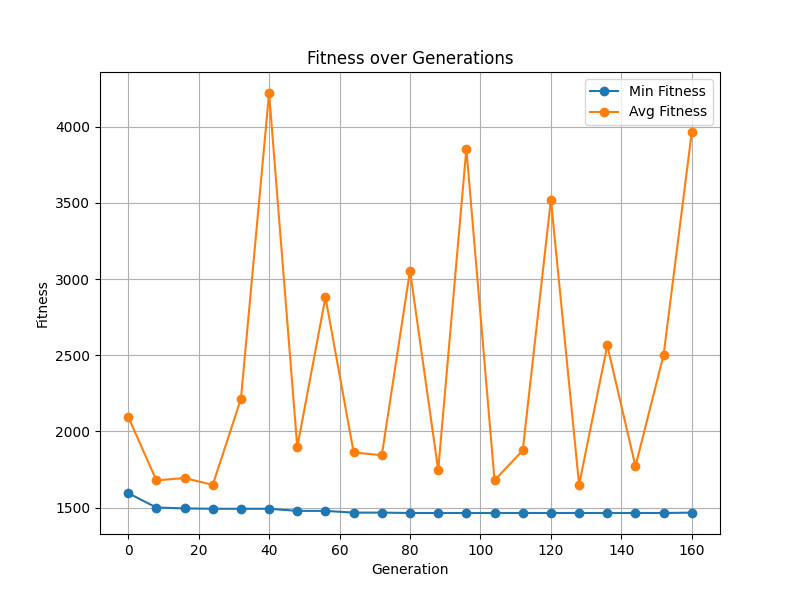 Fitness over Generations
Min Fitness
Avg Fitness
4000
3500
3000
2500
2000
1500
Fitness
0 20 40 60 80 100 120 140 160
Generation